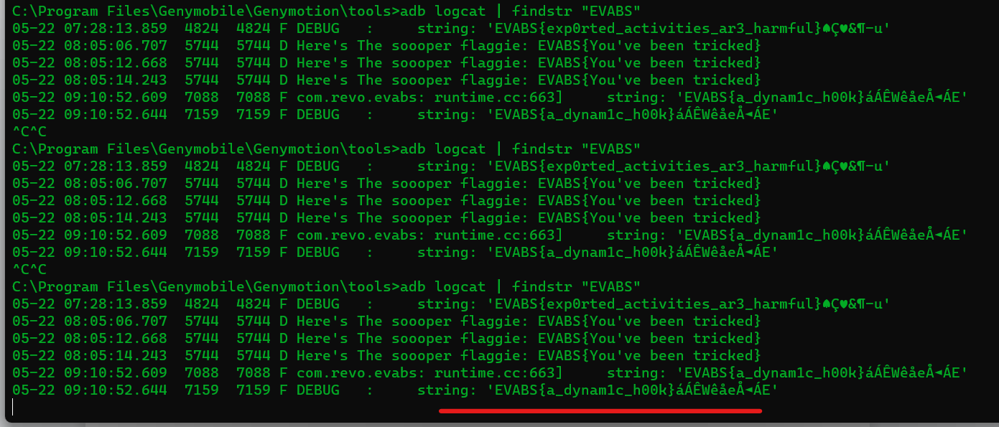 C:\Program Files\Genymobile\Genymotion\tools>adb logcat | findstr "EVABS"
05-22 07:28:13.859  4824  4824 F DEBUG   :     string: 'EVABS{exp0rted_activities_ar3_harmful}♠Ç♥&¶-u'
05-22 08:05:06.707  5744  5744 D Here's The soooper flaggie: EVABS{You've been tricked}
05-22 08:05:12.668  5744  5744 D Here's The soooper flaggie: EVABS{You've been tricked}
05-22 08:05:14.243  5744  5744 D Here's The soooper flaggie: EVABS{You've been tricked}
05-22 09:10:52.609  7088  7088 F com.revo.evabs: runtime.cc:663]     string: 'EVABS{a_dynam1c_h00k}áÁÊWêåeÅ◄ÁE'
05-22 09:10:52.644  7159  7159 F DEBUG   :     string: 'EVABS{a_dynam1c_h00k}áÁÊWêåeÅ◄ÁE'
^C^C
C:\Program Files\Genymobile\Genymotion\tools>adb logcat | findstr "EVABS"
05-22 07:28:13.859  4824  4824 F DEBUG   :     string: 'EVABS{exp0rted_activities_ar3_harmful}♠Ç♥&¶-u'
05-22 08:05:06.707  5744  5744 D Here's The soooper flaggie: EVABS{You've been tricked}
05-22 08:05:12.668  5744  5744 D Here's The soooper flaggie: EVABS{You've been tricked}
05-22 08:05:14.243  5744  5744 D Here's The soooper flaggie: EVABS{You've been tricked}
05-22 09:10:52.609  7088  7088 F com.revo.evabs: runtime.cc:663]     string: 'EVABS{a_dynam1c_h00k}áÁÊWêåeÅ◄ÁE'
05-22 09:10:52.644  7159  7159 F DEBUG   :     string: 'EVABS{a_dynam1c_h00k}áÁÊWêåeÅ◄ÁE'
^C^C
C:\Program Files\Genymobile\Genymotion\tools>adb logcat | findstr "EVABS"
05-22 07:28:13.859  4824  4824 F DEBUG   :     string: 'EVABS{exp0rted_activities_ar3_harmful}♠Ç♥&¶-u'
05-22 08:05:06.707  5744  5744 D Here's The soooper flaggie: EVABS{You've been tricked}
05-22 08:05:12.668  5744  5744 D Here's The soooper flaggie: EVABS{You've been tricked}
05-22 08:05:14.243  5744  5744 D Here's The soooper flaggie: EVABS{You've been tricked}
05-22 09:10:52.609  7088  7088 F com.revo.evabs: runtime.cc:663]     string: 'EVABS{a_dynam1c_h00k}áÁÊWêåeÅ◄ÁE'
05-22 09:10:52.644  7159  7159 F DEBUG   :     string: 'EVABS{a_dynam1c_h00k}áÁÊWêåeÅ◄ÁE'